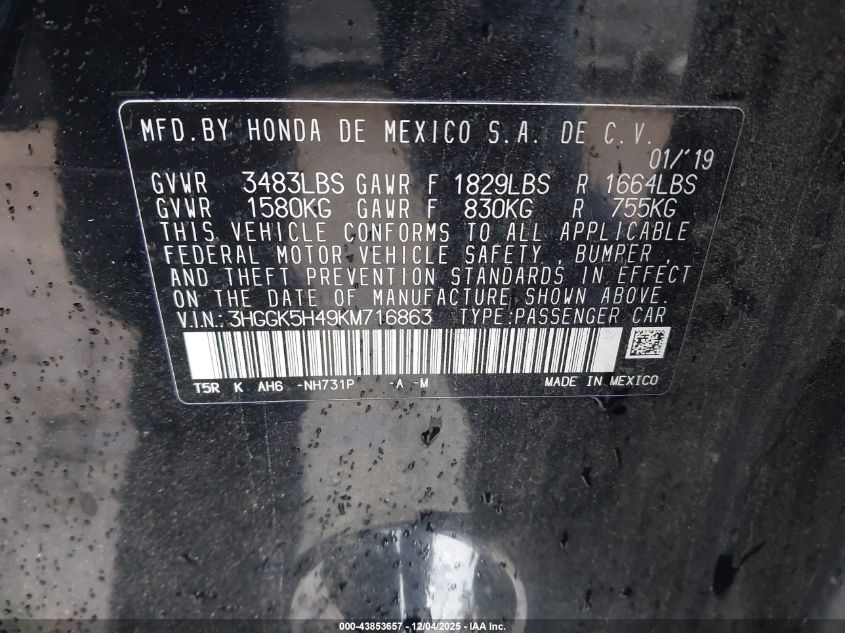 MFD.BY HONDA DE MEXICO S.A. DE C.V.
01/'19
GVWR 3483LBS GAWR F 1829LBS R 1664LBS
GVWR 1580KG GAWR F 830KG R 755KG
THIS VEHICLE CONFORMS TO ALL APPLICABLE
FEDERAL MOTOR VEHICLE SAFETY , BUMPER ,
AND THEFT PREVENTION STANDARDS IN EFFECT
ON THE DATE OF MANUFACTURE SHOWN ABOVE.
V.I.N.:3HGGK5H49KM716863 TYPE:PASSENGER CAR
T5R K AH6 -NH731P -A -M MADE IN MEXICO
000-43853657 - 12/04/2025 - IAA Inc.